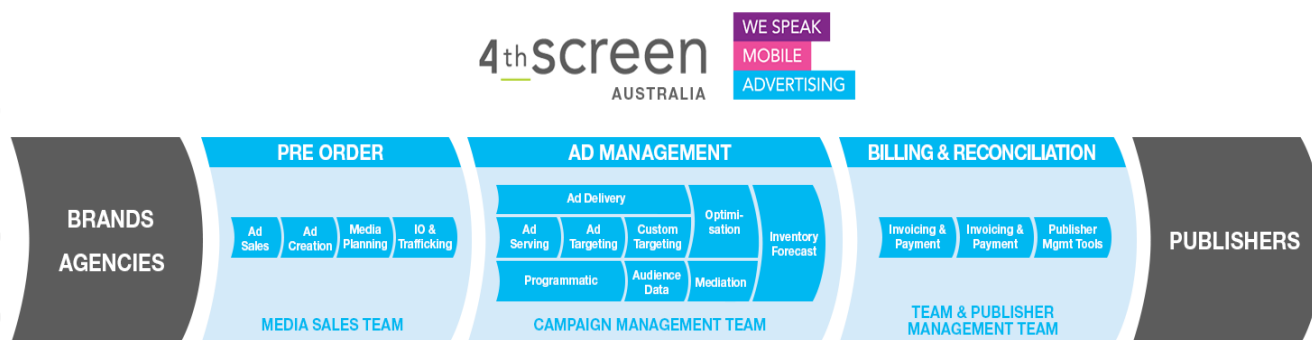 4th screen
AUSTRALIA
WE SPEAK
MOBILE
ADVERTISING
BRANDS
AGENCIES
PRE ORDER
Ad
Sales
Ad
Creation
Media
Planning
IO &
Trafficking
MEDIA SALES TEAM
AD MANAGEMENT
Ad Delivery
Ad
Serving
Ad
Targeting
Custom
Targeting
Optimi-
sation
Programmatic
Audience
Data
Mediation
Inventory
Forecast
CAMPAIGN MANAGEMENT TEAM
BILLING & RECONCILIATION
Invoicing &
Payment
Invoicing &
Payment
Publisher
Mgmt Tools
TEAM & PUBLISHER
MANAGEMENT TEAM
PUBLISHERS